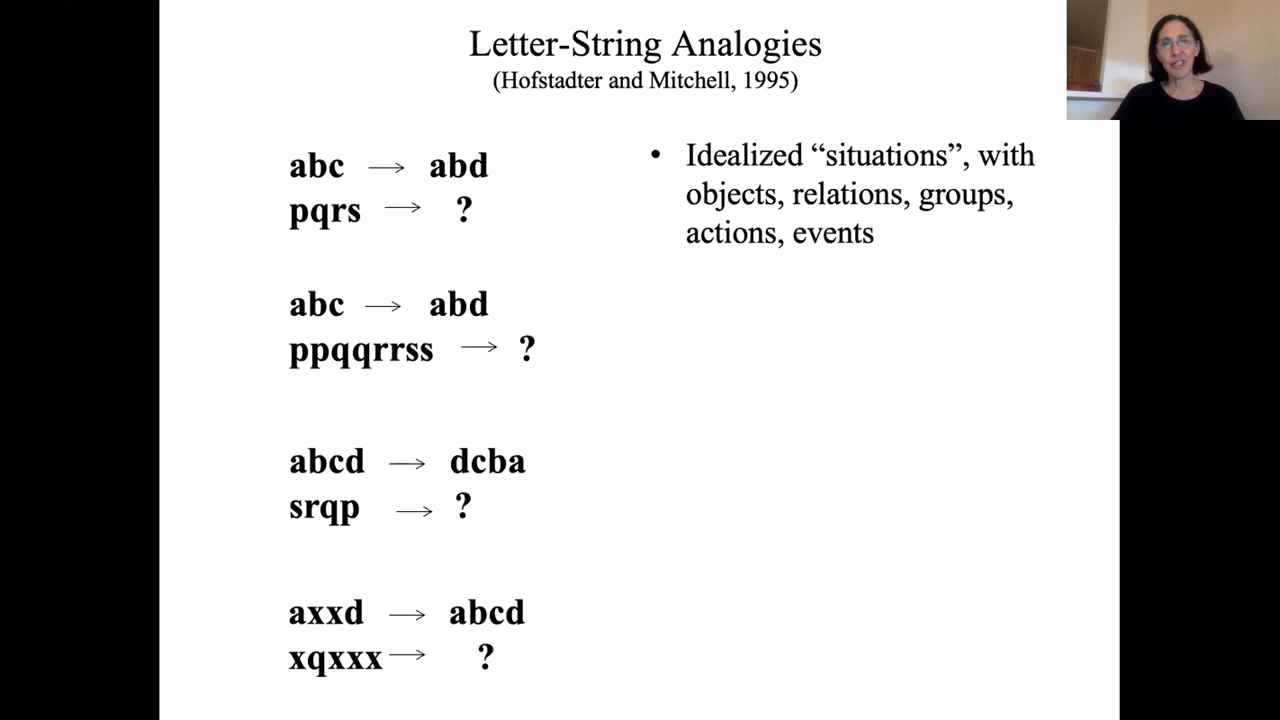 Letter-String Analogies
(Hofstadter and Mitchell, 1995)
abc → abd
pqrs → ?
abc → abd
ppqqrrss → ?
abcd → dcba
srqp → ?
axxd → abcd
xqxxx → ?
• Idealized “situations”, with
objects, relations, groups,
actions, events